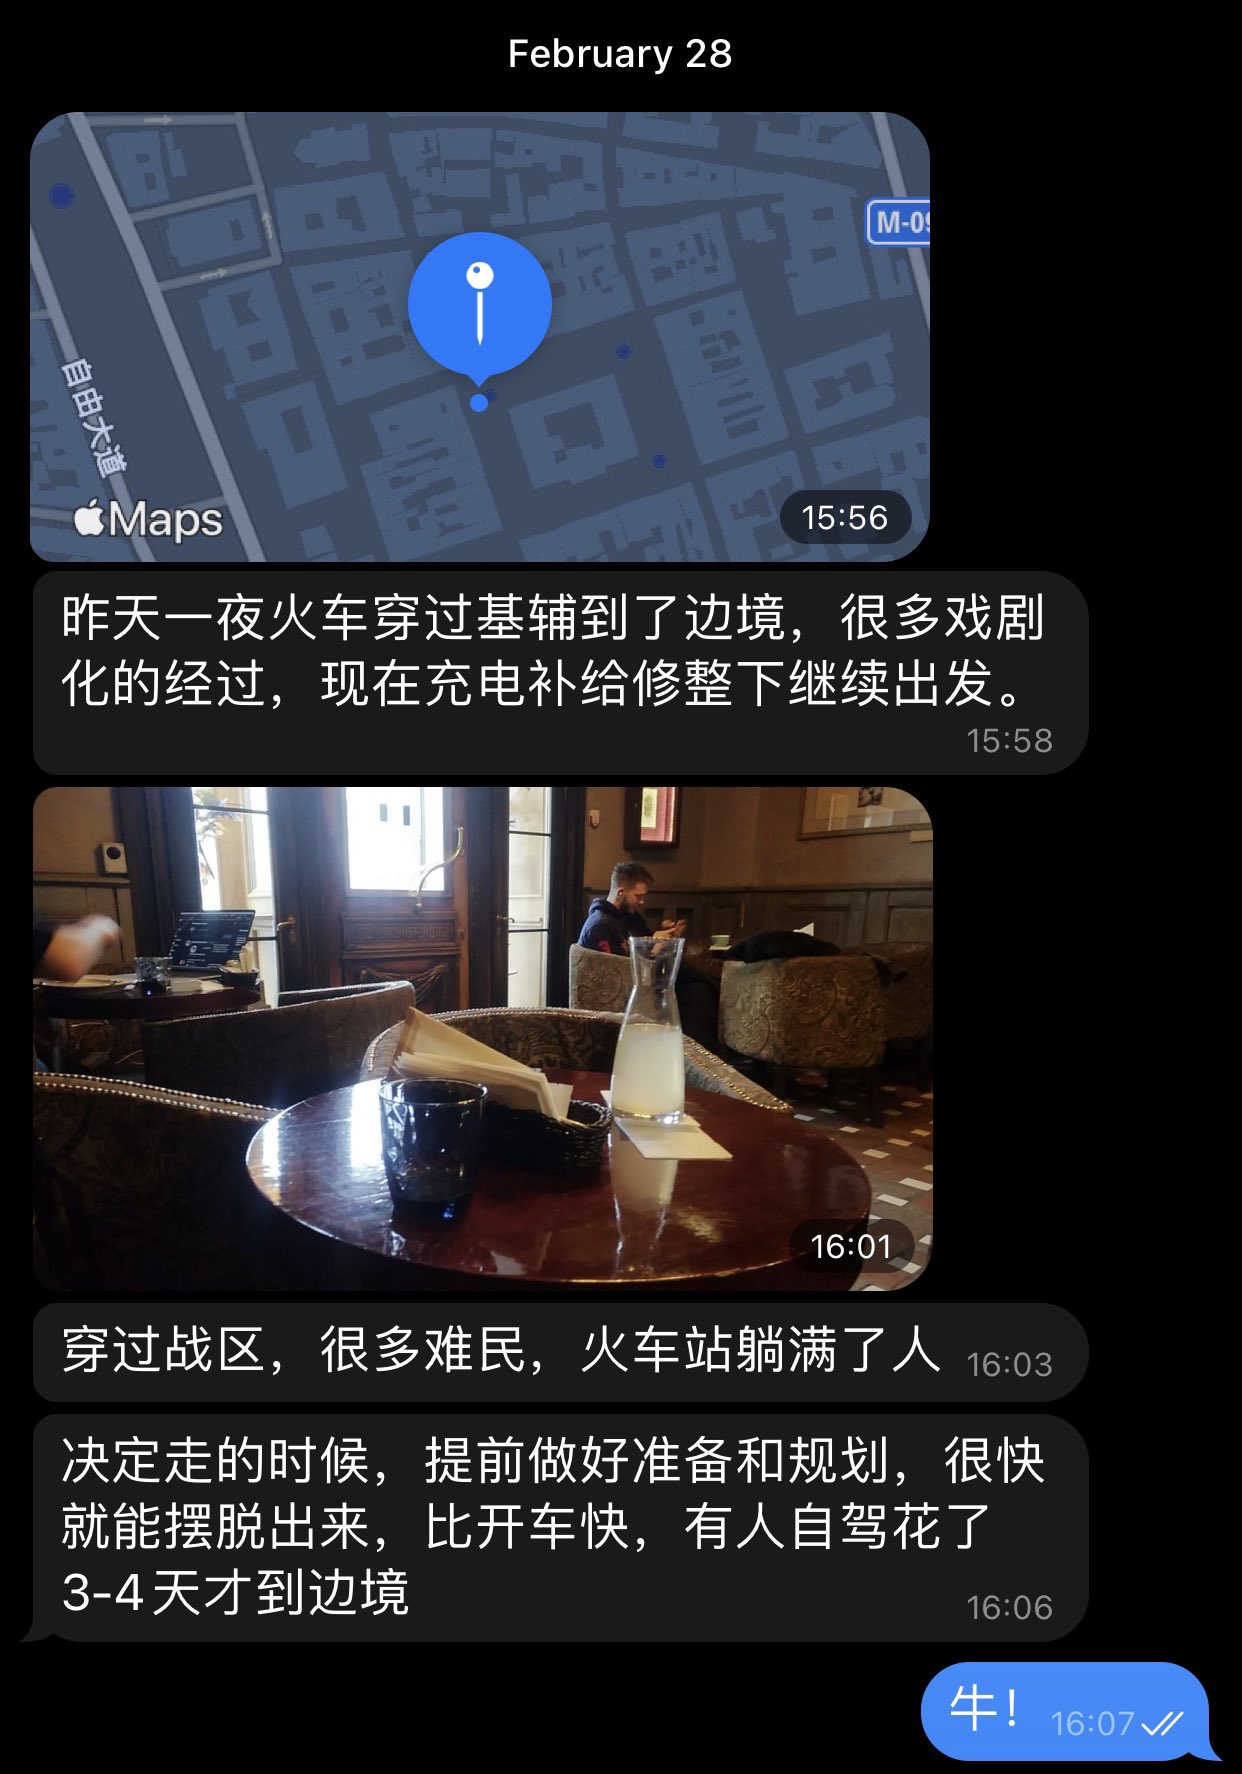 February 28
M-09
自由大道
Maps
15:56
昨天一夜火车穿过基辅到了边境，很多戏剧
化的经过，现在充电补给修整下继续出发。
15:58
16:01
穿过战区，很多难民，火车站躺满了人 16:03
决定走的时候，提前做好准备和规划，很快
就能摆脱出来，比开车快，有人自驾花了
3-4天才到边境
16:06
牛！ 16:07